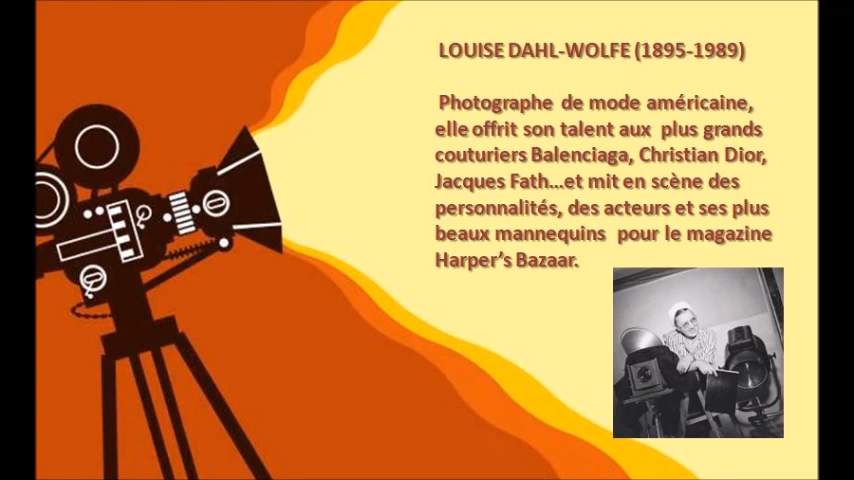 LOUISE DAHL-WOLFE (1895-1989)
Photographe de mode américaine,
elle offrit son talent aux plus grands
couturiers Balenciaga, Christian Dior,
Jacques Fath...et mit en scène des
personnalités, des acteurs et ses plus
beaux mannequins pour le magazine
Harper's Bazaar.